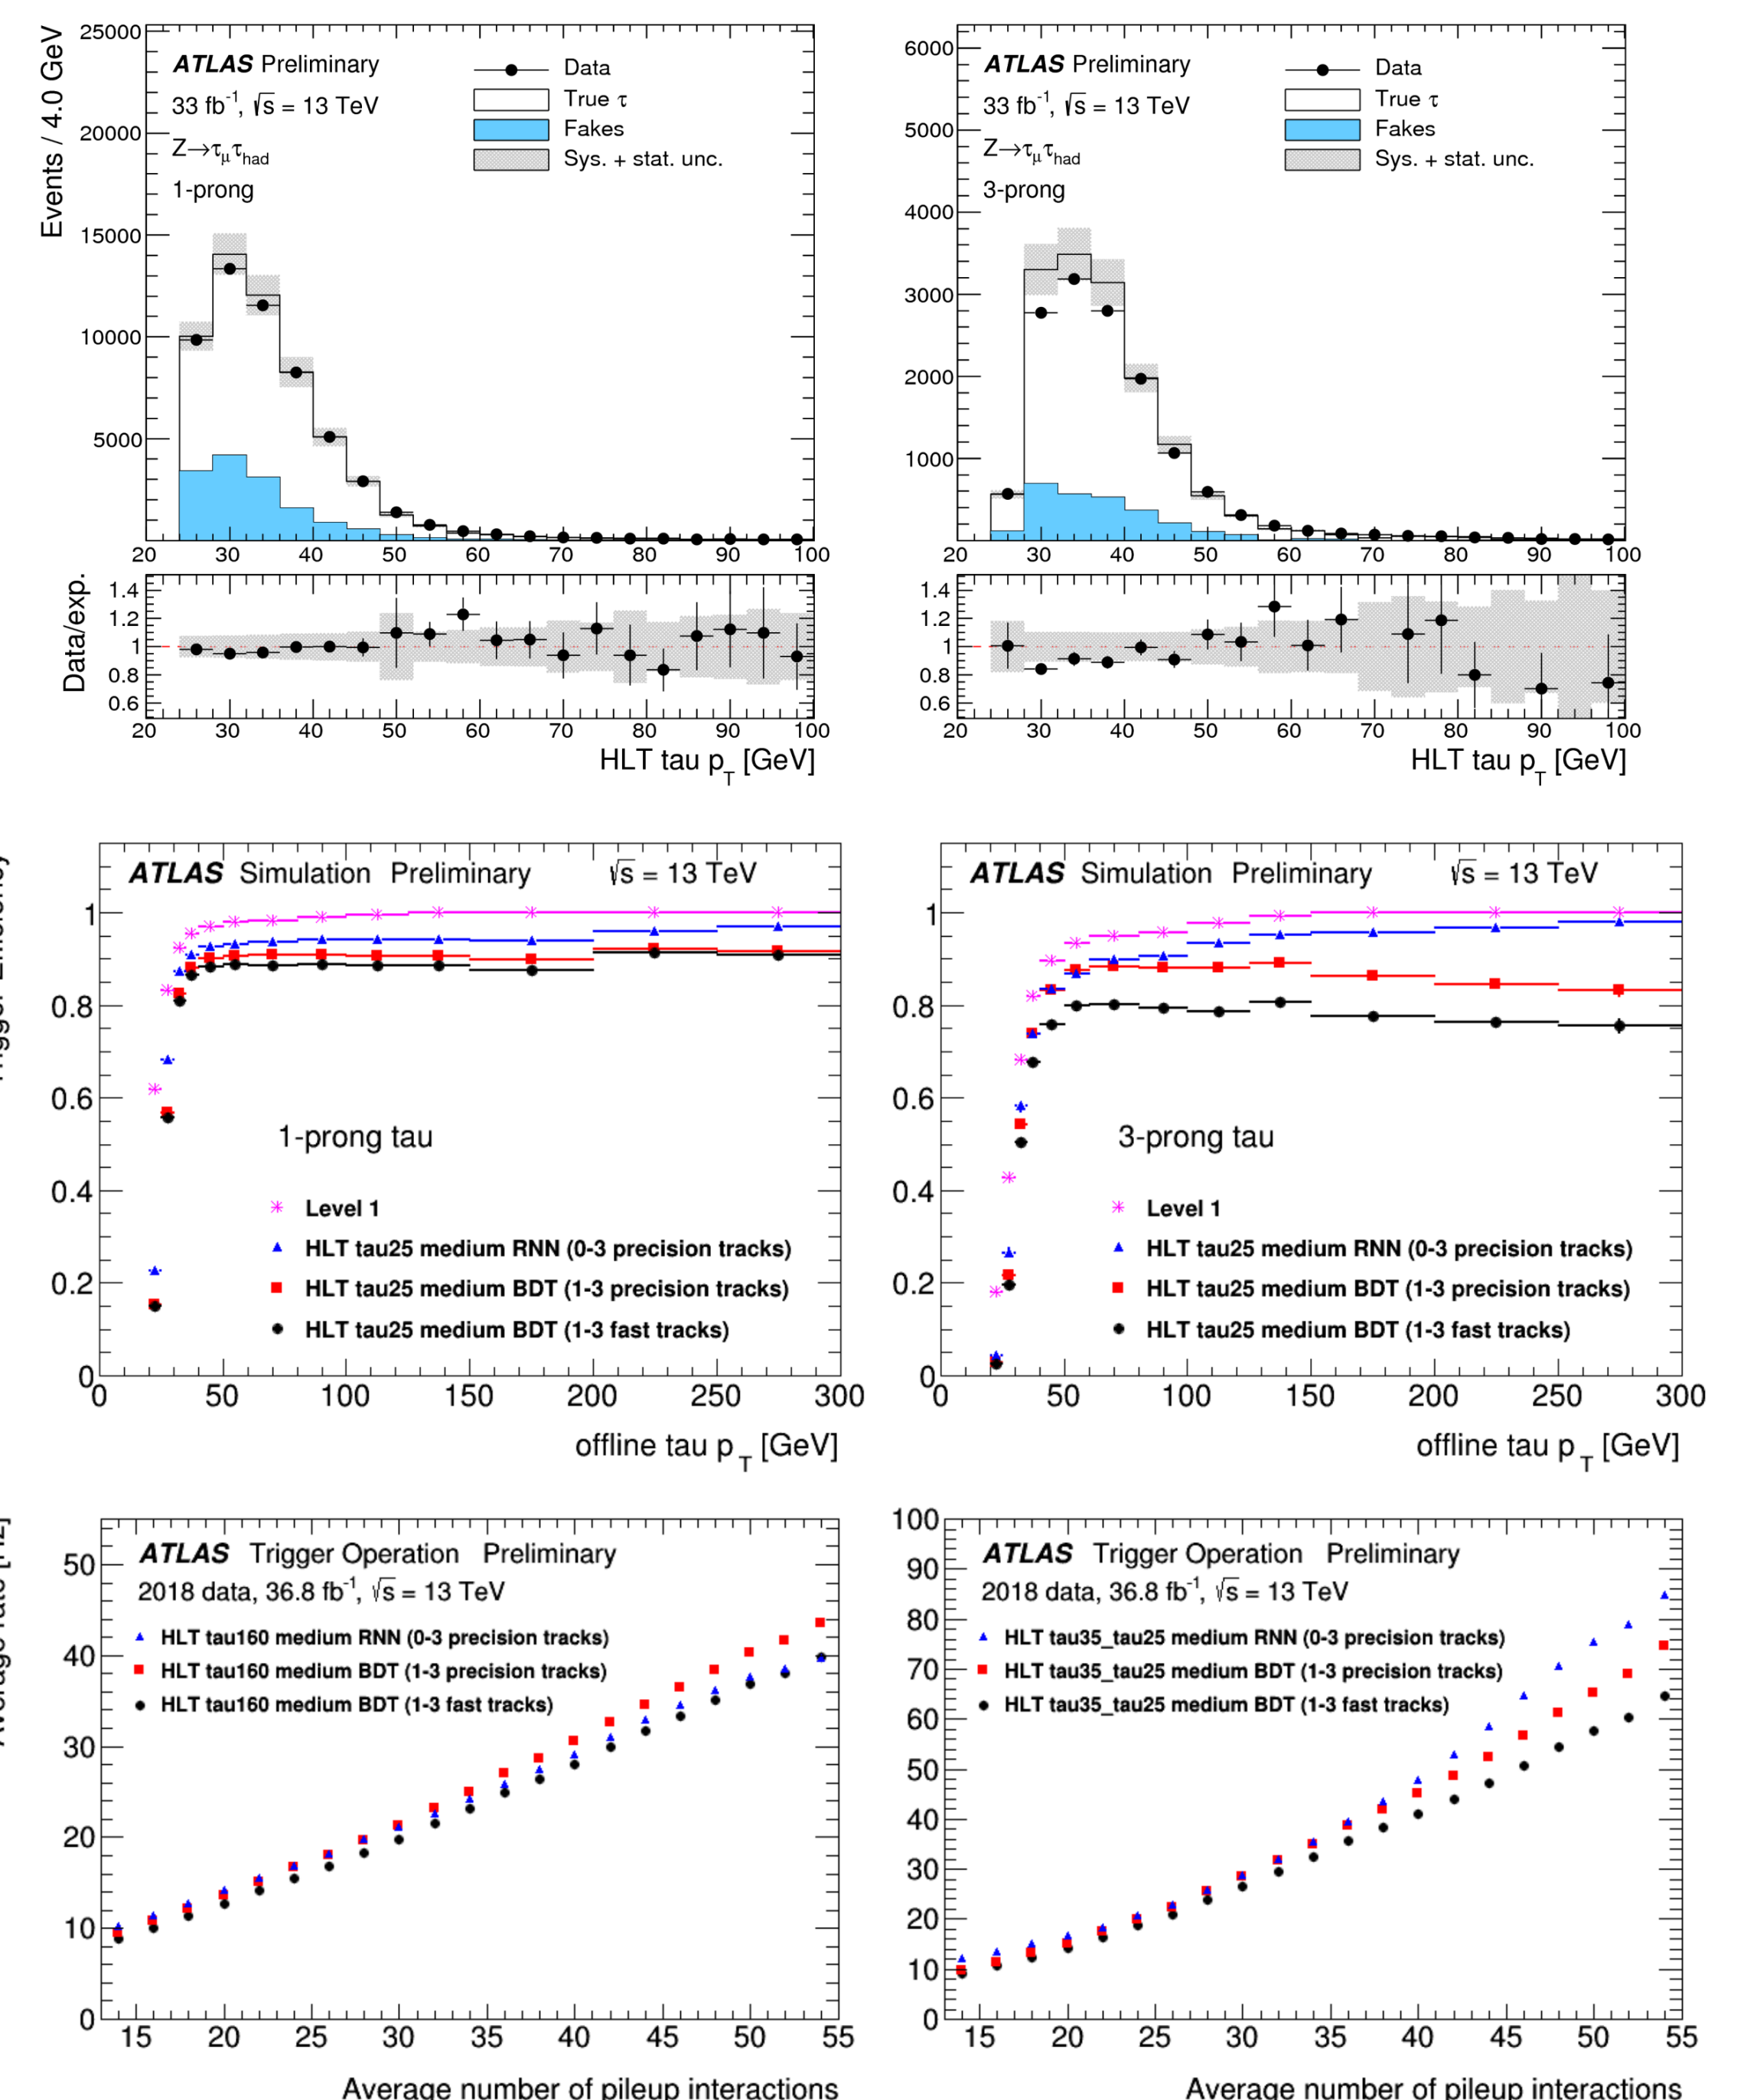 Events / 4.0 GeV
25000
20000
15000
10000
5000
ATLAS Preliminary
33 fb-1, √s = 13 TeV
Z→τμτhad
1-prong
Data
True τ
Fakes
Sys. + stat. unc.
20 30 40 50 60 70 80 90 100
Data/exp.
1.4
1.2
1
0.8
0.6
20 30 40 50 60 70 80 90 100
HLT tau pT [GeV]
6000
5000
4000
3000
2000
1000
ATLAS Preliminary
33 fb-1, √s = 13 TeV
Z→τμτhad
3-prong
Data
True τ
Fakes
Sys. + stat. unc.
20 30 40 50 60 70 80 90 100
1.4
1.2
1
0.8
0.6
20 30 40 50 60 70 80 90 100
HLT tau pT [GeV]
ATLAS Simulation Preliminary √s = 13 TeV
1
0.8
0.6
0.4
0.2
0
1-prong tau
Level 1
HLT tau25 medium RNN (0-3 precision tracks)
HLT tau25 medium BDT (1-3 precision tracks)
HLT tau25 medium BDT (1-3 fast tracks)
0 50 100 150 200 250 300
offline tau pT [GeV]
ATLAS Simulation Preliminary √s = 13 TeV
1
0.8
0.6
0.4
0.2
0
3-prong tau
Level 1
HLT tau25 medium RNN (0-3 precision tracks)
HLT tau25 medium BDT (1-3 precision tracks)
HLT tau25 medium BDT (1-3 fast tracks)
0 50 100 150 200 250 300
offline tau pT [GeV]
50
40
30
20
10
0
ATLAS Trigger Operation Preliminary
2018 data, 36.8 fb-1, √s = 13 TeV
HLT tau160 medium RNN (0-3 precision tracks)
HLT tau160 medium BDT (1-3 precision tracks)
HLT tau160 medium BDT (1-3 fast tracks)
15 20 25 30 35 40 45 50 55
Average number of pileup interactions
100
90
80
70
60
50
40
30
20
10
0
ATLAS Trigger Operation Preliminary
2018 data, 36.8 fb-1, √s = 13 TeV
HLT tau35_tau25 medium RNN (0-3 precision tracks)
HLT tau35_tau25 medium BDT (1-3 precision tracks)
HLT tau35_tau25 medium BDT (1-3 fast tracks)
15 20 25 30 35 40 45 50 55
Average number of pileup interactions